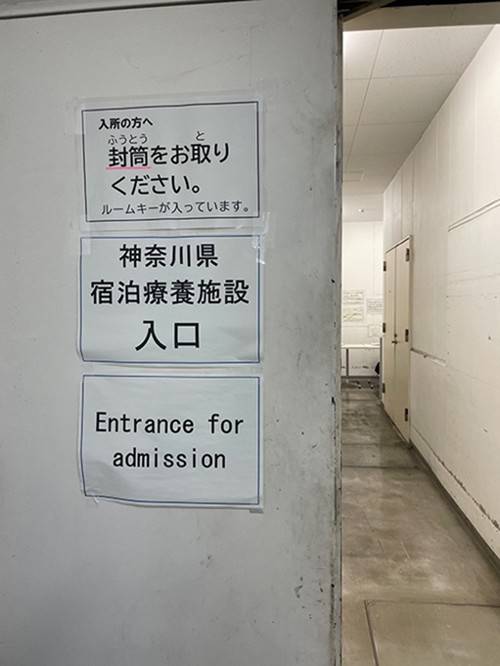 入所の方へ
ふうとう と
封筒をお取り
ください。
ルームキーが入っています。
神奈川県
宿泊療養施設
入口
Entrance for
admission